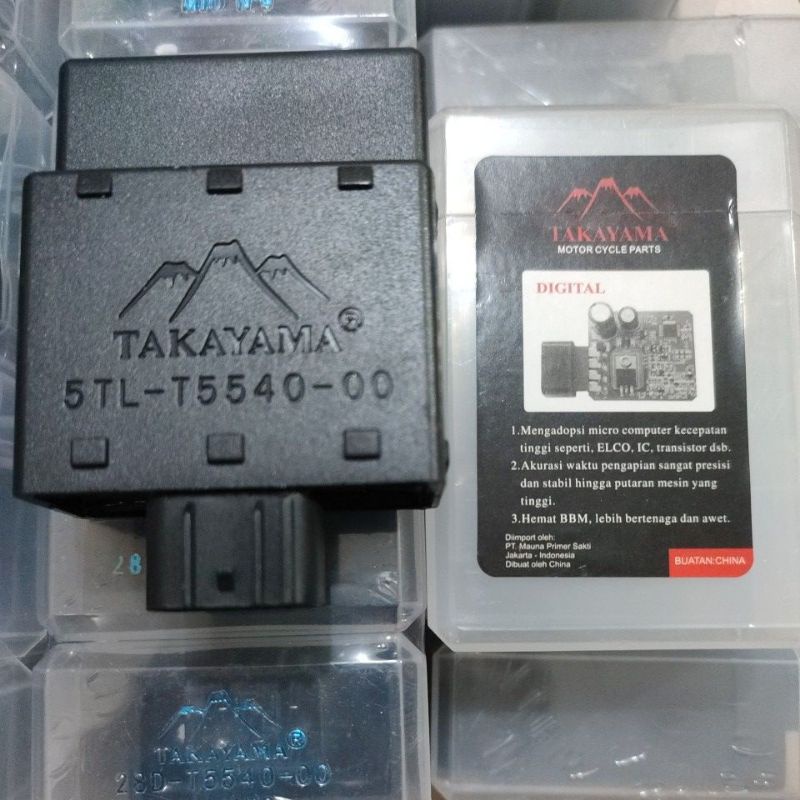 TAKAYAMA®
5TL-T5540-00
TAKAYAMA
MOTOR CYCLE PARTS
DIGITAL
1.Mengadopsi micro computer kecepatan
tinggi seperti, ELCO, IC, transistor dsb.
2.Akurasi waktu pengapian sangat presisi
dan stabil hingga putaran mesin yang
tinggi.
3.Hemat BBM, lebih bertenaga dan awet.
Diimport oleh:
PT. Mauna Primer Sakti
Jakarta - Indonesia
Dibuat oleh China
BUATAN:CHINA
28
TAKAYAMA®
28D-T5540-00